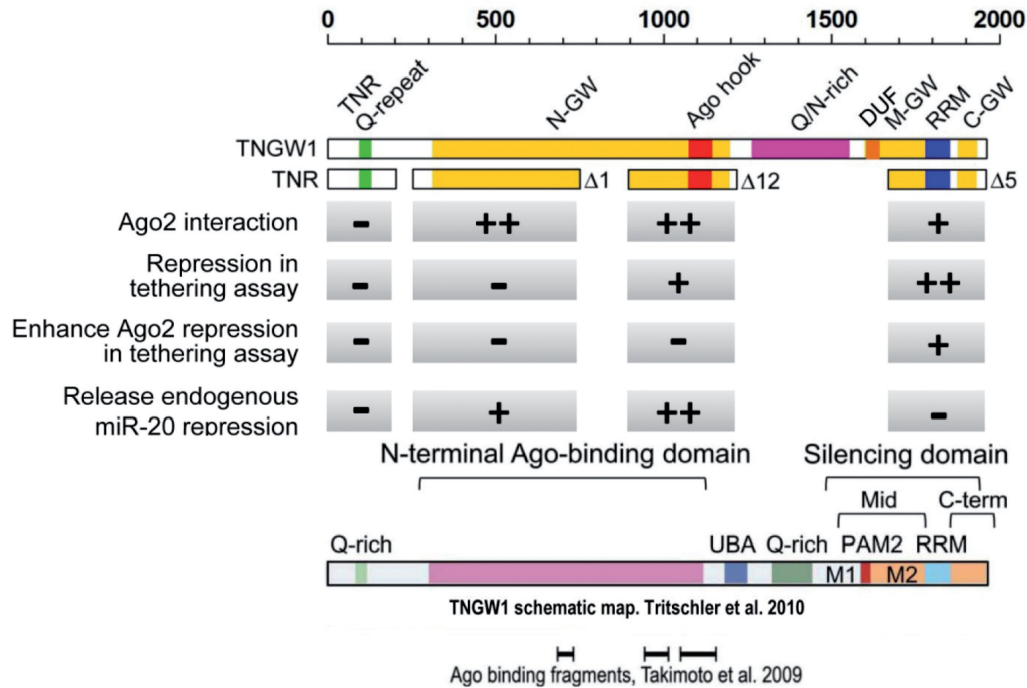 0 500 1000 1500 2000
TNR
Q-repeat
N-GW
Ago hook
Q/N-rich
DUF
M-GW
RRM
C-GW
TNGW1
TNR Δ1 Δ12 Δ5
Ago2 interaction - ++ ++ +
Repression in
tethering assay - - + ++
Enhance Ago2 repression
in tethering assay - - - +
Release endogenous
miR-20 repression - + ++ -
N-terminal Ago-binding domain Silencing domain
Mid C-term
Q-rich UBA Q-rich PAM2 RRM
M1 M2
TNGW1 schematic map. Tritschler et al. 2010
Ago binding fragments, Takimoto et al. 2009